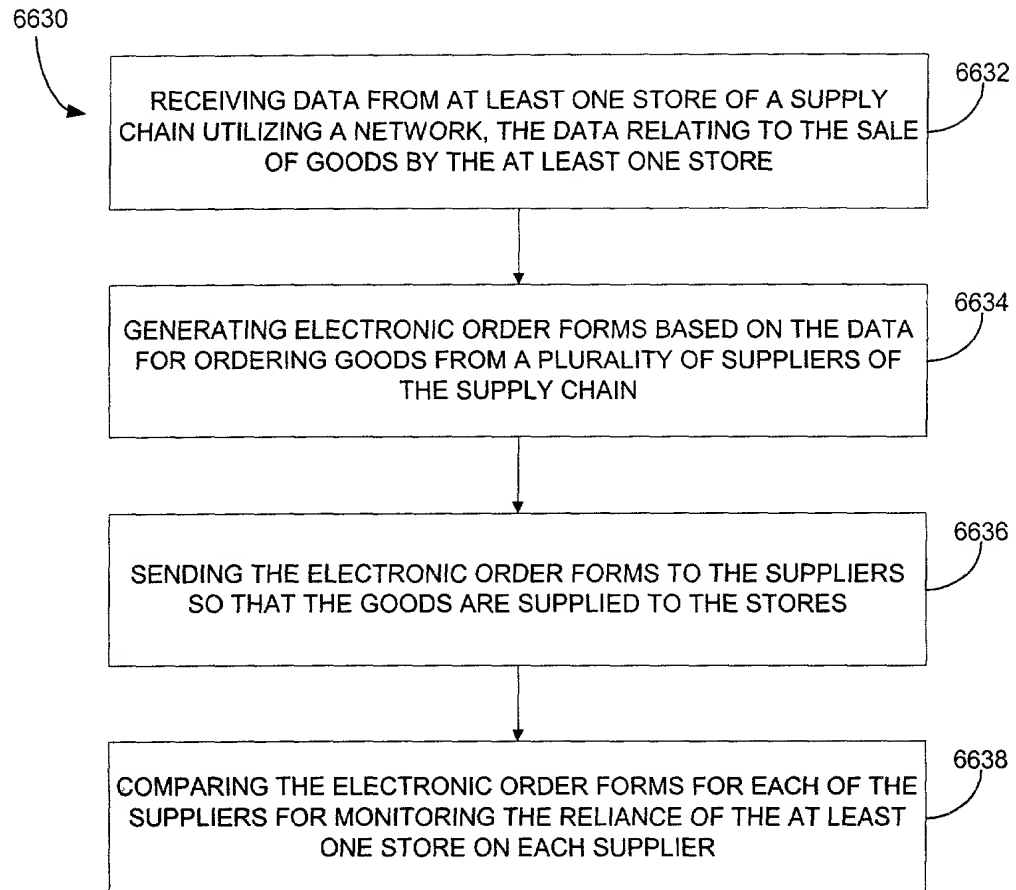 6630
6632
RECEIVING DATA FROM AT LEAST ONE STORE OF A SUPPLY
CHAIN UTILIZING A NETWORK, THE DATA RELATING TO THE SALE
OF GOODS BY THE AT LEAST ONE STORE
6634
GENERATING ELECTRONIC ORDER FORMS BASED ON THE DATA
FOR ORDERING GOODS FROM A PLURALITY OF SUPPLIERS OF
THE SUPPLY CHAIN
6636
SENDING THE ELECTRONIC ORDER FORMS TO THE SUPPLIERS
SO THAT THE GOODS ARE SUPPLIED TO THE STORES
6638
COMPARING THE ELECTRONIC ORDER FORMS FOR EACH OF THE
SUPPLIERS FOR MONITORING THE RELIANCE OF THE AT LEAST
ONE STORE ON EACH SUPPLIER